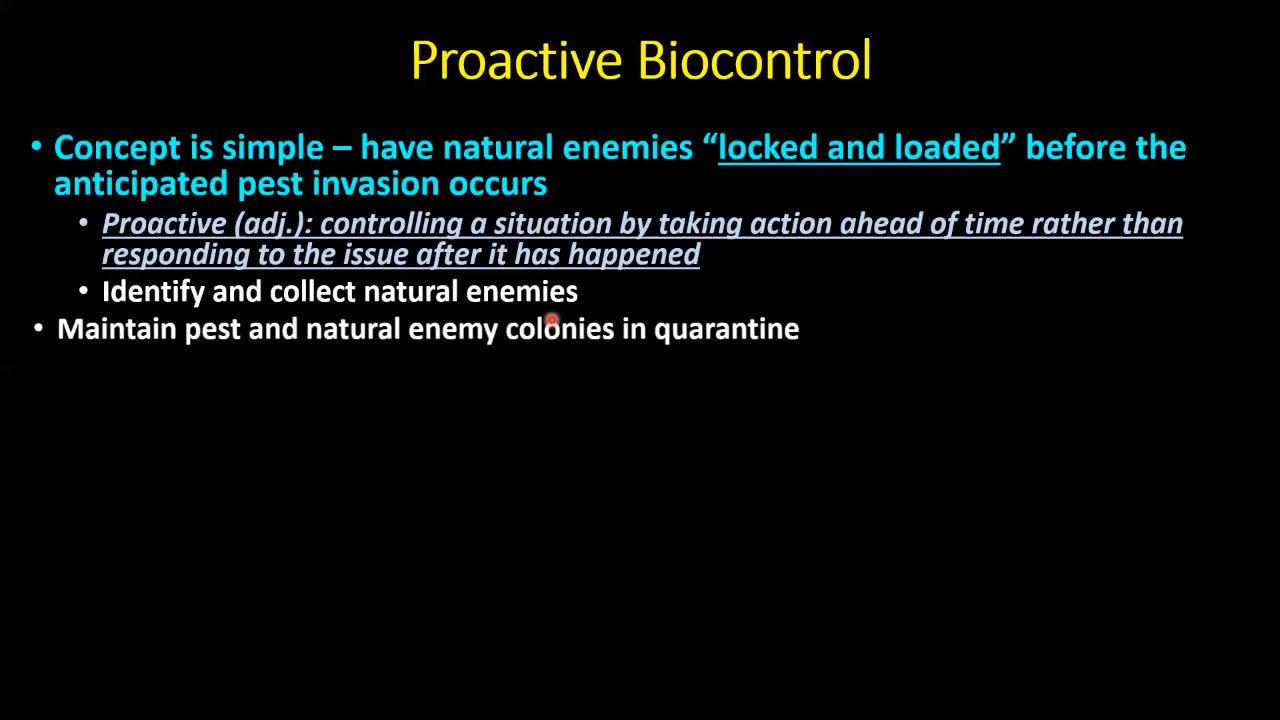 Proactive Biocontrol
• Concept is simple – have natural enemies “locked and loaded” before the
anticipated pest invasion occurs
• Proactive (adj.): controlling a situation by taking action ahead of time rather than
responding to the issue after it has happened
• Identify and collect natural enemies
• Maintain pest and natural enemy colonies in quarantine